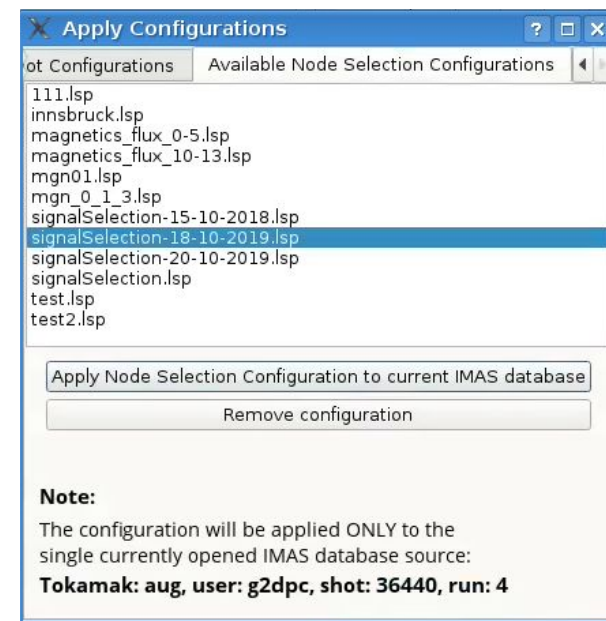 Apply Configurations
ot Configurations Available Node Selection Configurations
111.lsp
innsbruck.lsp
magnetics_flux_0-5.lsp
magnetics_flux_10-13.lsp
mgn01.lsp
mgn_0_1_3.lsp
signalSelection-15-10-2018.lsp
signalSelection-18-10-2019.lsp
signalSelection-20-10-2019.lsp
signalSelection.lsp
test.lsp
test2.lsp
Apply Node Selection Configuration to current IMAS database
Remove configuration
Note:
The configuration will be applied ONLY to the
single currently opened IMAS database source:
Tokamak: aug, user: g2dpc, shot: 36440, run: 4